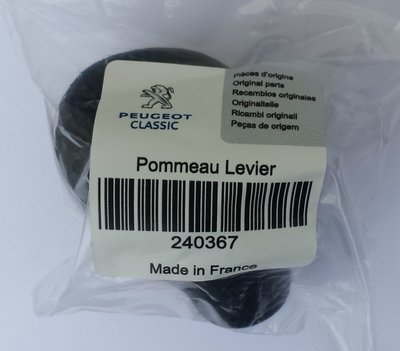 PEUGEOT
CLASSIC
Pièces d'origine
Original parts
Recambios originales
Originalteile
Ricambi originali
Peças de origem
Pommeau Levier
240367
Made in France